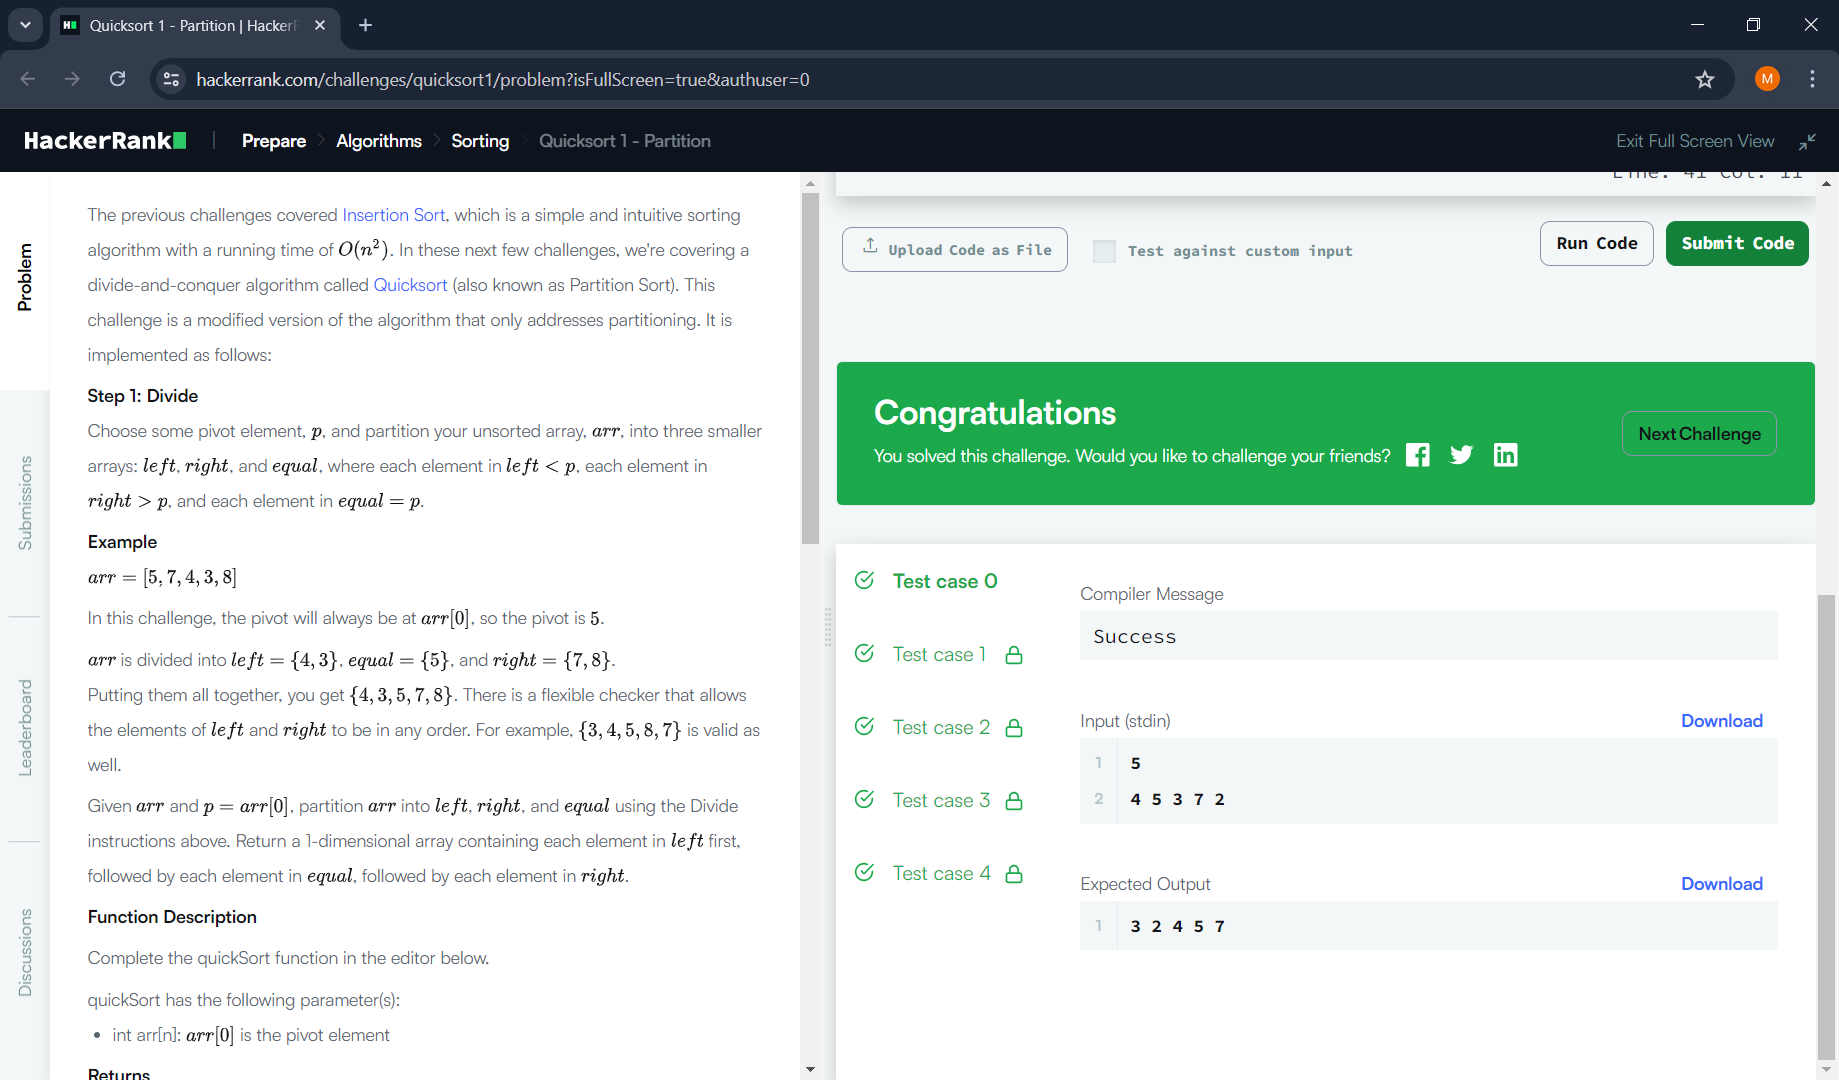 Quicksort 1 - Partition | Hacker
hackerrank.com/challenges/quicksort1/problem?isFullScreen=true&authuser=0
M
HackerRank
Prepare
Algorithms
Sorting
Quicksort 1 - Partition
Exit Full Screen View
Problem
Submissions
Leaderboard
Discussions
The previous challenges covered Insertion Sort, which is a simple and intuitive sorting
algorithm with a running time of O(n²). In these next few challenges, we're covering a
divide-and-conquer algorithm called Quicksort (also known as Partition Sort). This
challenge is a modified version of the algorithm that only addresses partitioning. It is
implemented as follows:
Step 1: Divide
Choose some pivot element, p, and partition your unsorted array, arr, into three smaller
arrays: left, right, and equal, where each element in left < p, each element in
right > p, and each element in equal = p.
Example
arr = [5, 7, 4, 3, 8]
In this challenge, the pivot will always be at arr[0], so the pivot is 5.
arr is divided into left = {4, 3}, equal = {5}, and right = {7, 8}.
Putting them all together, you get {4, 3, 5, 7, 8}. There is a flexible checker that allows
the elements of left and right to be in any order. For example, {3, 4, 5, 8, 7} is valid as
well.
Given arr and p = arr[0], partition arr into left, right, and equal using the Divide
instructions above. Return a 1-dimensional array containing each element in left first,
followed by each element in equal, followed by each element in right.
Function Description
Complete the quickSort function in the editor below.
quickSort has the following parameter(s):
• int arr[n]: arr[0] is the pivot element
Returns
Line: 41 Col: 11
Upload Code as File
Test against custom input
Run Code
Submit Code
Congratulations
You solved this challenge. Would you like to challenge your friends?
Next Challenge
Test case 0
Test case 1
Test case 2
Test case 3
Test case 4
Compiler Message
Success
Input (stdin)
Download
1 5
2 4 5 3 7 2
Expected Output
Download
1 3 2 4 5 7